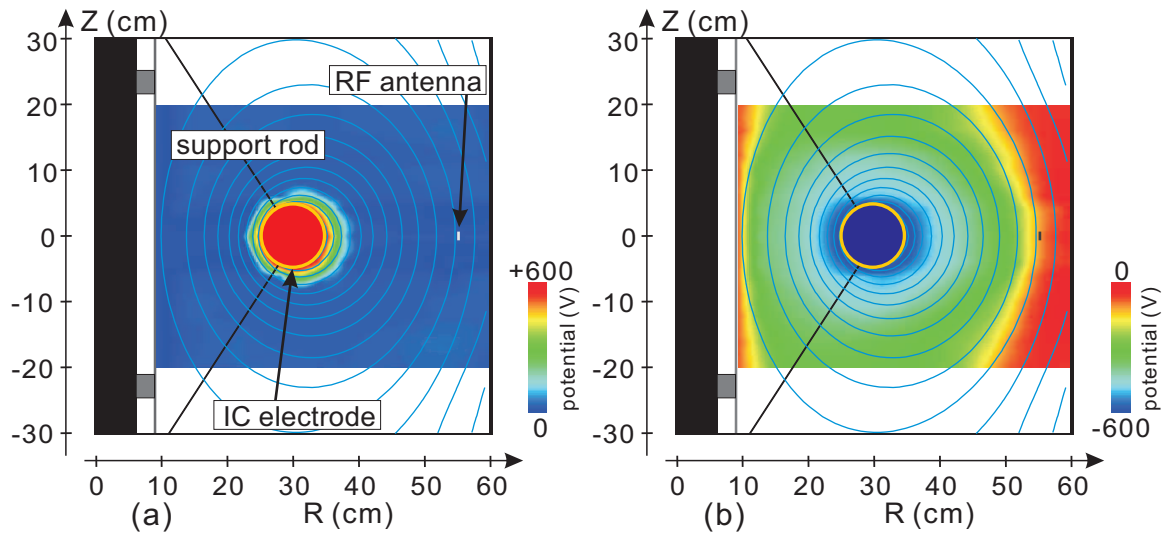 Z (cm)
30
20
10
0
-10
-20
-30
RF antenna
support rod
IC electrode
+600
potential (V)
0
0 10 20 30 40 50 60
(a) R (cm)
Z (cm)
30
20
10
0
-10
-20
-30
0
potential (V)
-600
0 10 20 30 40 50 60
(b) R (cm)